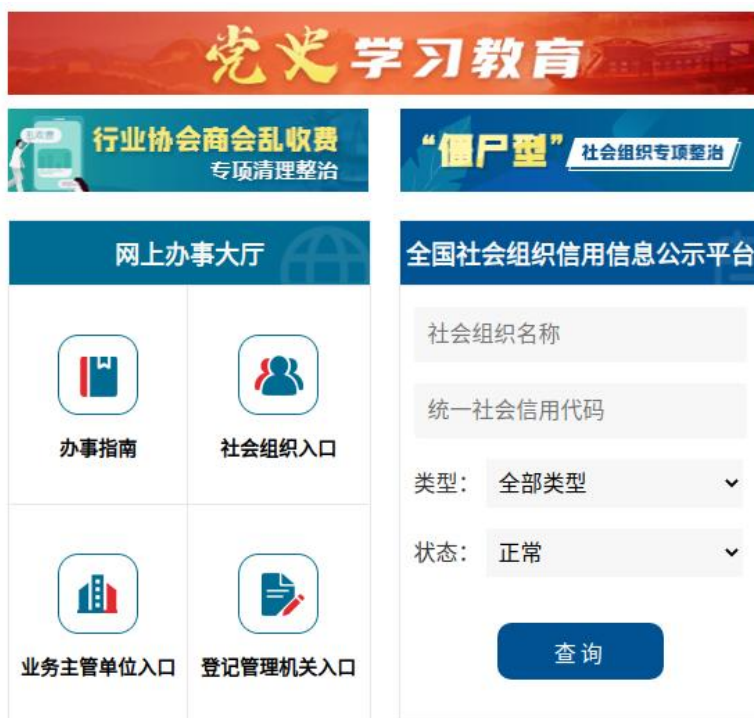 党史学习教育
乱收费
行业协会商会乱收费
专项清理整治
“僵尸型”社会组织专项整治
网上办事大厅
办事指南
社会组织入口
业务主管单位入口
登记管理机关入口
全国社会组织信用信息公示平台
社会组织名称
统一社会信用代码
类型： 全部类型
状态： 正常
查询